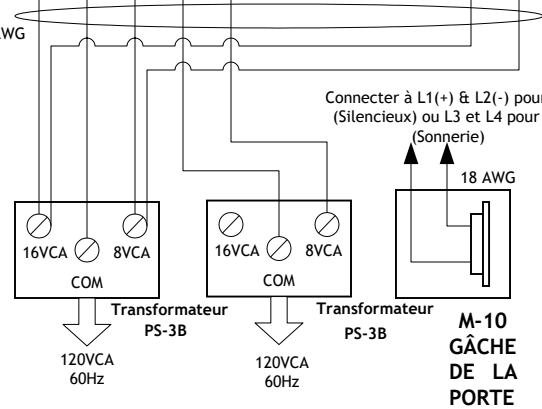 AWG
Connecter à L1(+) & L2(-) pour
(Silencieux) ou L3 et L4 pour
(Sonnerie)
18 AWG
16VCA
8VCA
COM
16VCA
8VCA
COM
Transformateur
PS-3B
Transformateur
PS-3B
120VCA
60Hz
120VCA
60Hz
M-10
GÂCHE
DE LA
PORTE